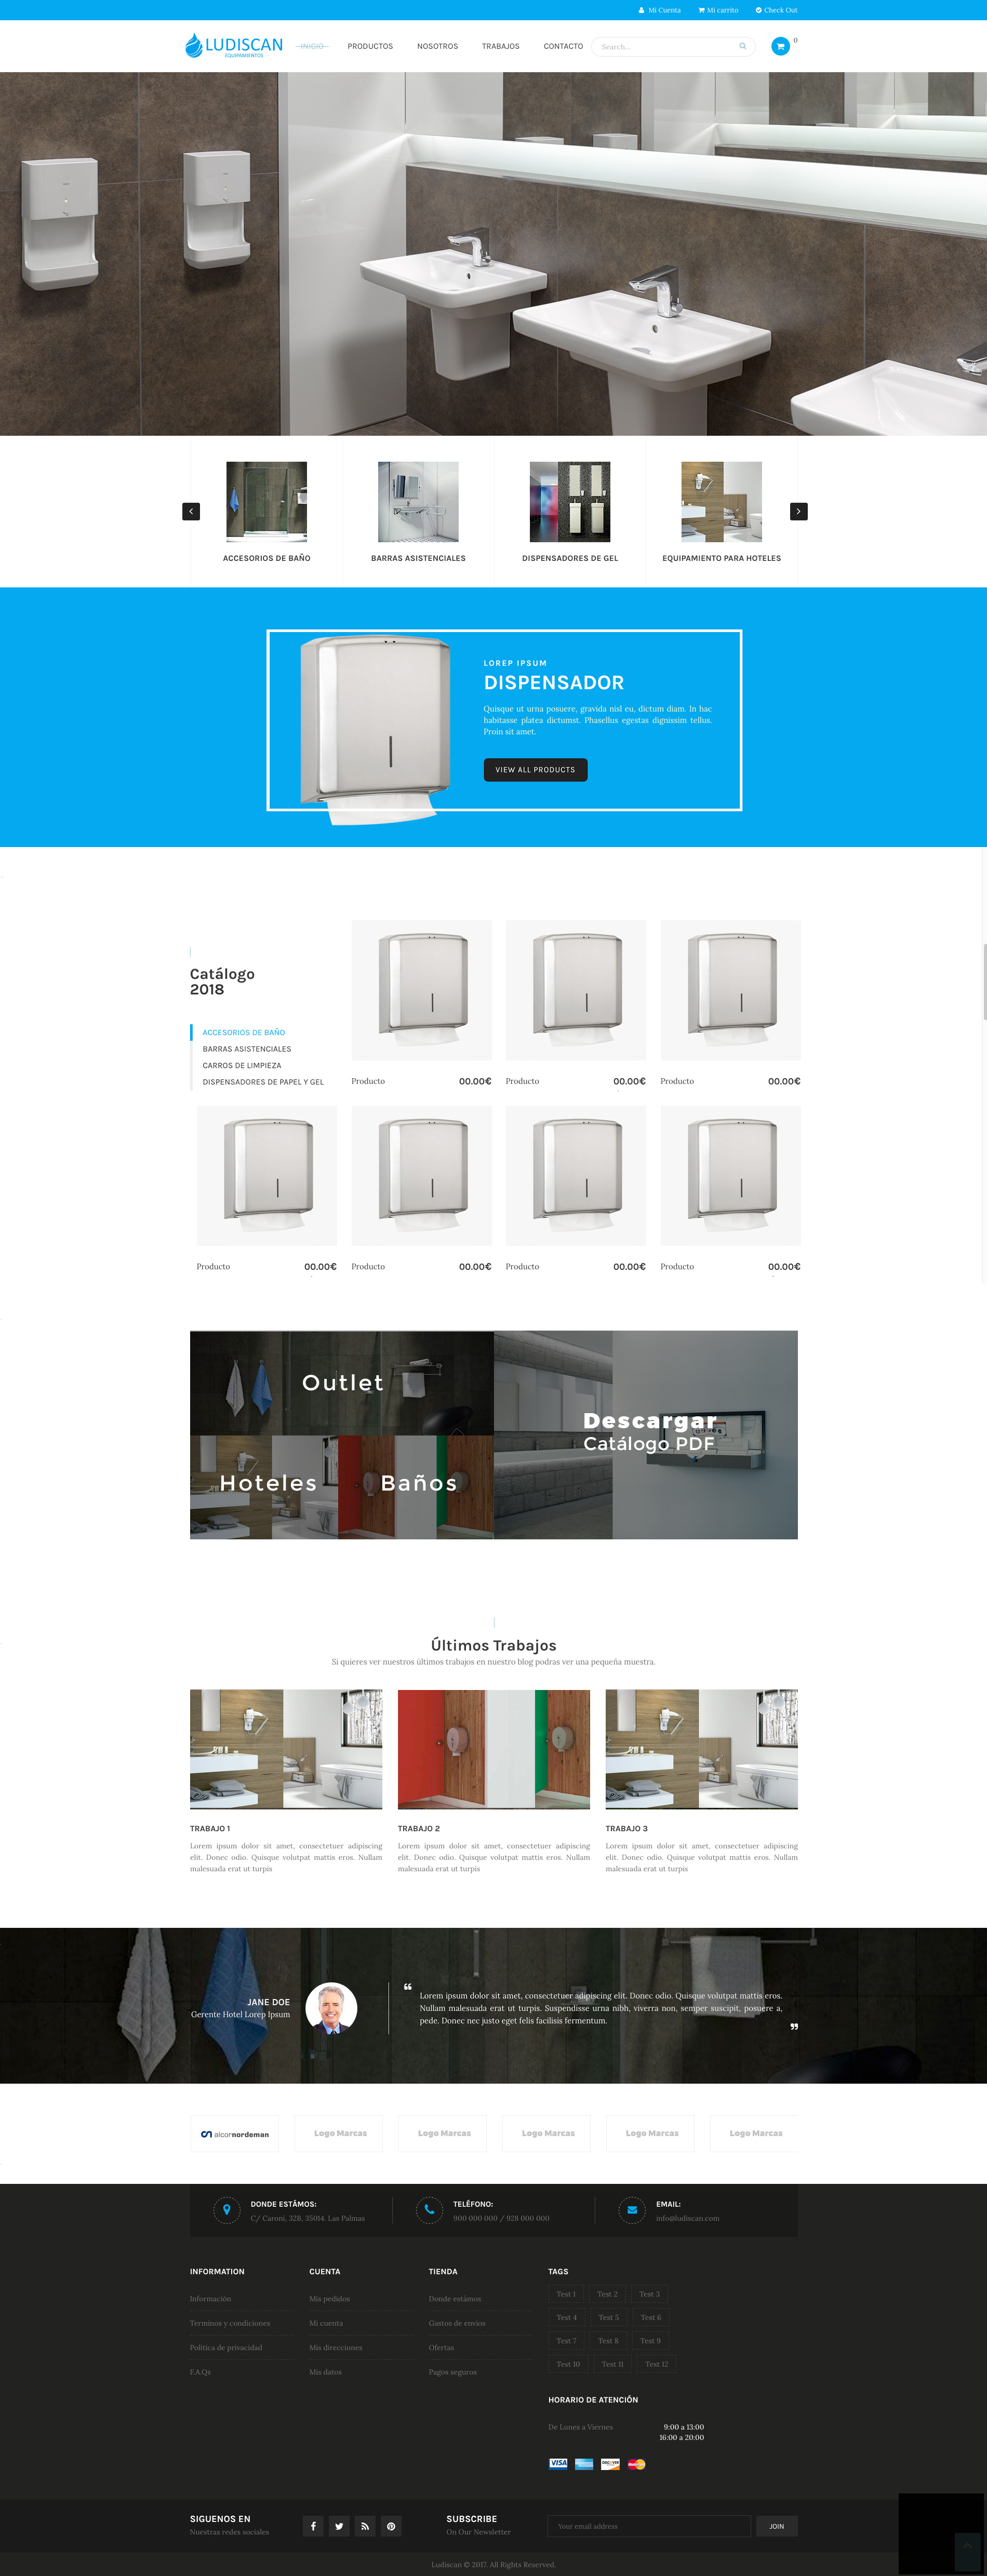 Mi Cuenta Mi carrito Check Out
LUDISCAN
EQUIPAMIENTOS
INICIO PRODUCTOS NOSOTROS TRABAJOS CONTACTO Search... 0
ACCESORIOS DE BAÑO BARRAS ASISTENCIALES DISPENSADORES DE GEL EQUIPAMIENTO PARA HOTELES
LOREP IPSUM
DISPENSADOR
Quisque ut urna posuere, gravida nisl eu, dictum diam. In hac
habitasse platea dictumst. Phasellus egestas dignissim tellus.
Proin sit amet.
VIEW ALL PRODUCTS
Catálogo
2018
ACCESORIOS DE BAÑO
BARRAS ASISTENCIALES
CARROS DE LIMPIEZA
DISPENSADORES DE PAPEL Y GEL
Producto 00.00€ Producto 00.00€ Producto 00.00€
Producto 00.00€ Producto 00.00€ Producto 00.00€ Producto 00.00€
Outlet
Hoteles Baños
Descargar
Catálogo PDF
Últimos Trabajos
Si quieres ver nuestros últimos trabajos en nuestro blog podras ver una pequeña muestra.
TRABAJO 1
Lorem ipsum dolor sit amet, consectetuer adipiscing
elit. Donec odio. Quisque volutpat mattis eros. Nullam
malesuada erat ut turpis
TRABAJO 2
Lorem ipsum dolor sit amet, consectetuer adipiscing
elit. Donec odio. Quisque volutpat mattis eros. Nullam
malesuada erat ut turpis
TRABAJO 3
Lorem ipsum dolor sit amet, consectetuer adipiscing
elit. Donec odio. Quisque volutpat mattis eros. Nullam
malesuada erat ut turpis
JANE DOE
Gerente Hotel Lorep Ipsum
“
Lorem ipsum dolor sit amet, consectetuer adipiscing elit. Donec odio. Quisque volutpat mattis eros.
Nullam malesuada erat ut turpis. Suspendisse urna nibh, viverra non, semper suscipit, posuere a,
pede. Donec nec justo eget felis facilisis fermentum.
”
alcornordeman Logo Marcas Logo Marcas Logo Marcas Logo Marcas Logo Marcas
DONDE ESTÁMOS:
C/ Caroní, 32B, 35014. Las Palmas
TELÉFONO:
900 000 000 / 928 000 000
EMAIL:
info@ludiscan.com
INFORMATION
Información
Terminos y condiciones
Política de privacidad
F.A.Qs
CUENTA
Mis pedidos
Mi cuenta
Mis direcciones
Mis datos
TIENDA
Donde estámos
Gastos de envíos
Ofertas
Pagos seguros
TAGS
Test 1 Test 2 Test 3
Test 4 Test 5 Test 6
Test 7 Test 8 Test 9
Test 10 Test 11 Test 12
HORARIO DE ATENCIÓN
De Lunes a Viernes 9:00 a 13:00
16:00 a 20:00
VISA DISCOVER
SIGUENOS EN
Nuestras redes sociales
SUBSCRIBE
On Our Newsletter
Your email address JOIN
Ludiscan © 2017. All Rights Reserved.